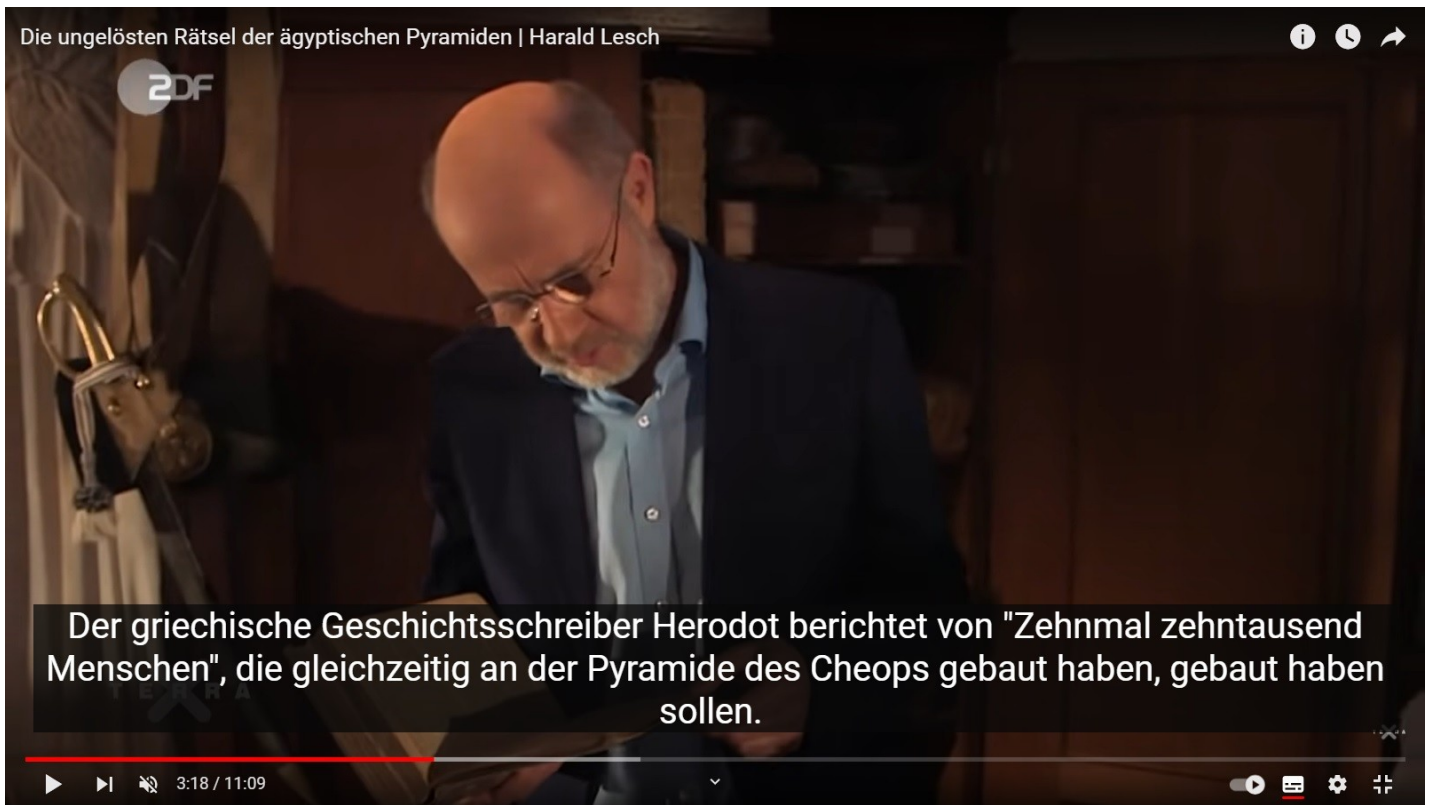 Die ungelösten Rätsel der ägyptischen Pyramiden | Harald Lesch
ZDF
Der griechische Geschichtsschreiber Herodot berichtet von "Zehnmal zehntausend
Menschen", die gleichzeitig an der Pyramide des Cheops gebaut haben, gebaut haben
sollen.
TERRA
3:18 / 11:09